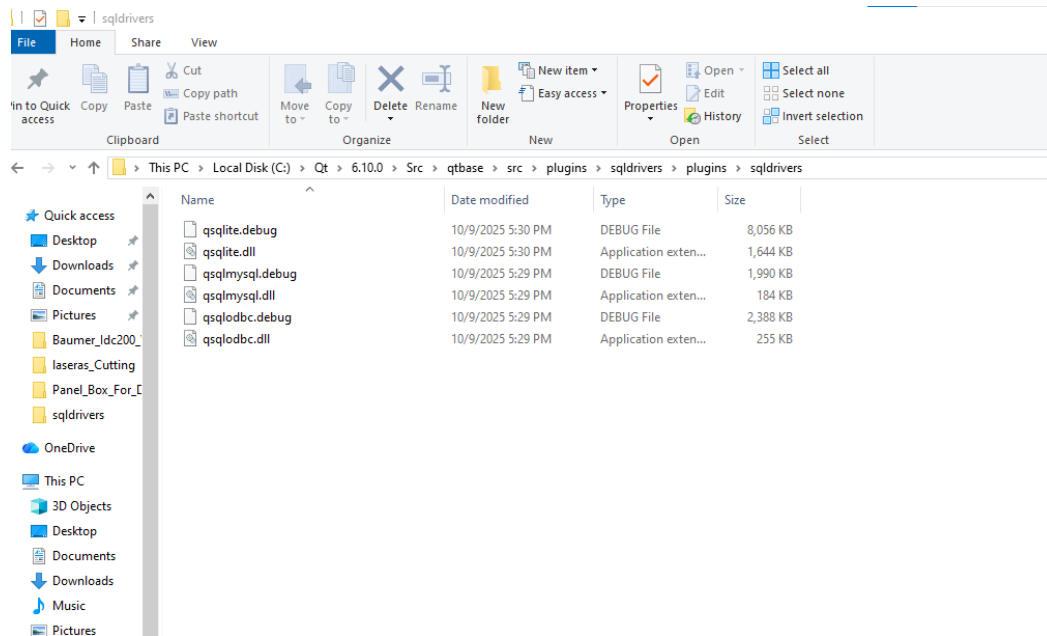 sqldrivers
File Home Share View
Pin to Quick access
Copy
Paste
Cut
Copy path
Paste shortcut
Clipboard
Move to
Copy to
Delete
Rename
Organize
New folder
New item
Easy access
New
Properties
Open
Edit
History
Open
Select all
Select none
Invert selection
Select
This PC > Local Disk (C:) > Qt > 6.10.0 > Src > qtbase > src > plugins > sqldrivers > plugins > sqldrivers
Quick access
Desktop
Downloads
Documents
Pictures
Baumer_ldc200_
laseras_Cutting
Panel_Box_For_D
sqldrivers
OneDrive
This PC
3D Objects
Desktop
Documents
Downloads
Music
Pictures
Name Date modified Type Size
qsqlite.debug 10/9/2025 5:30 PM DEBUG File 8,056 KB
qsqlite.dll 10/9/2025 5:30 PM Application exten... 1,644 KB
qsqlmysql.debug 10/9/2025 5:29 PM DEBUG File 1,990 KB
qsqlmysql.dll 10/9/2025 5:29 PM Application exten... 184 KB
qsqlodbc.debug 10/9/2025 5:29 PM DEBUG File 2,388 KB
qsqlodbc.dll 10/9/2025 5:29 PM Application exten... 255 KB